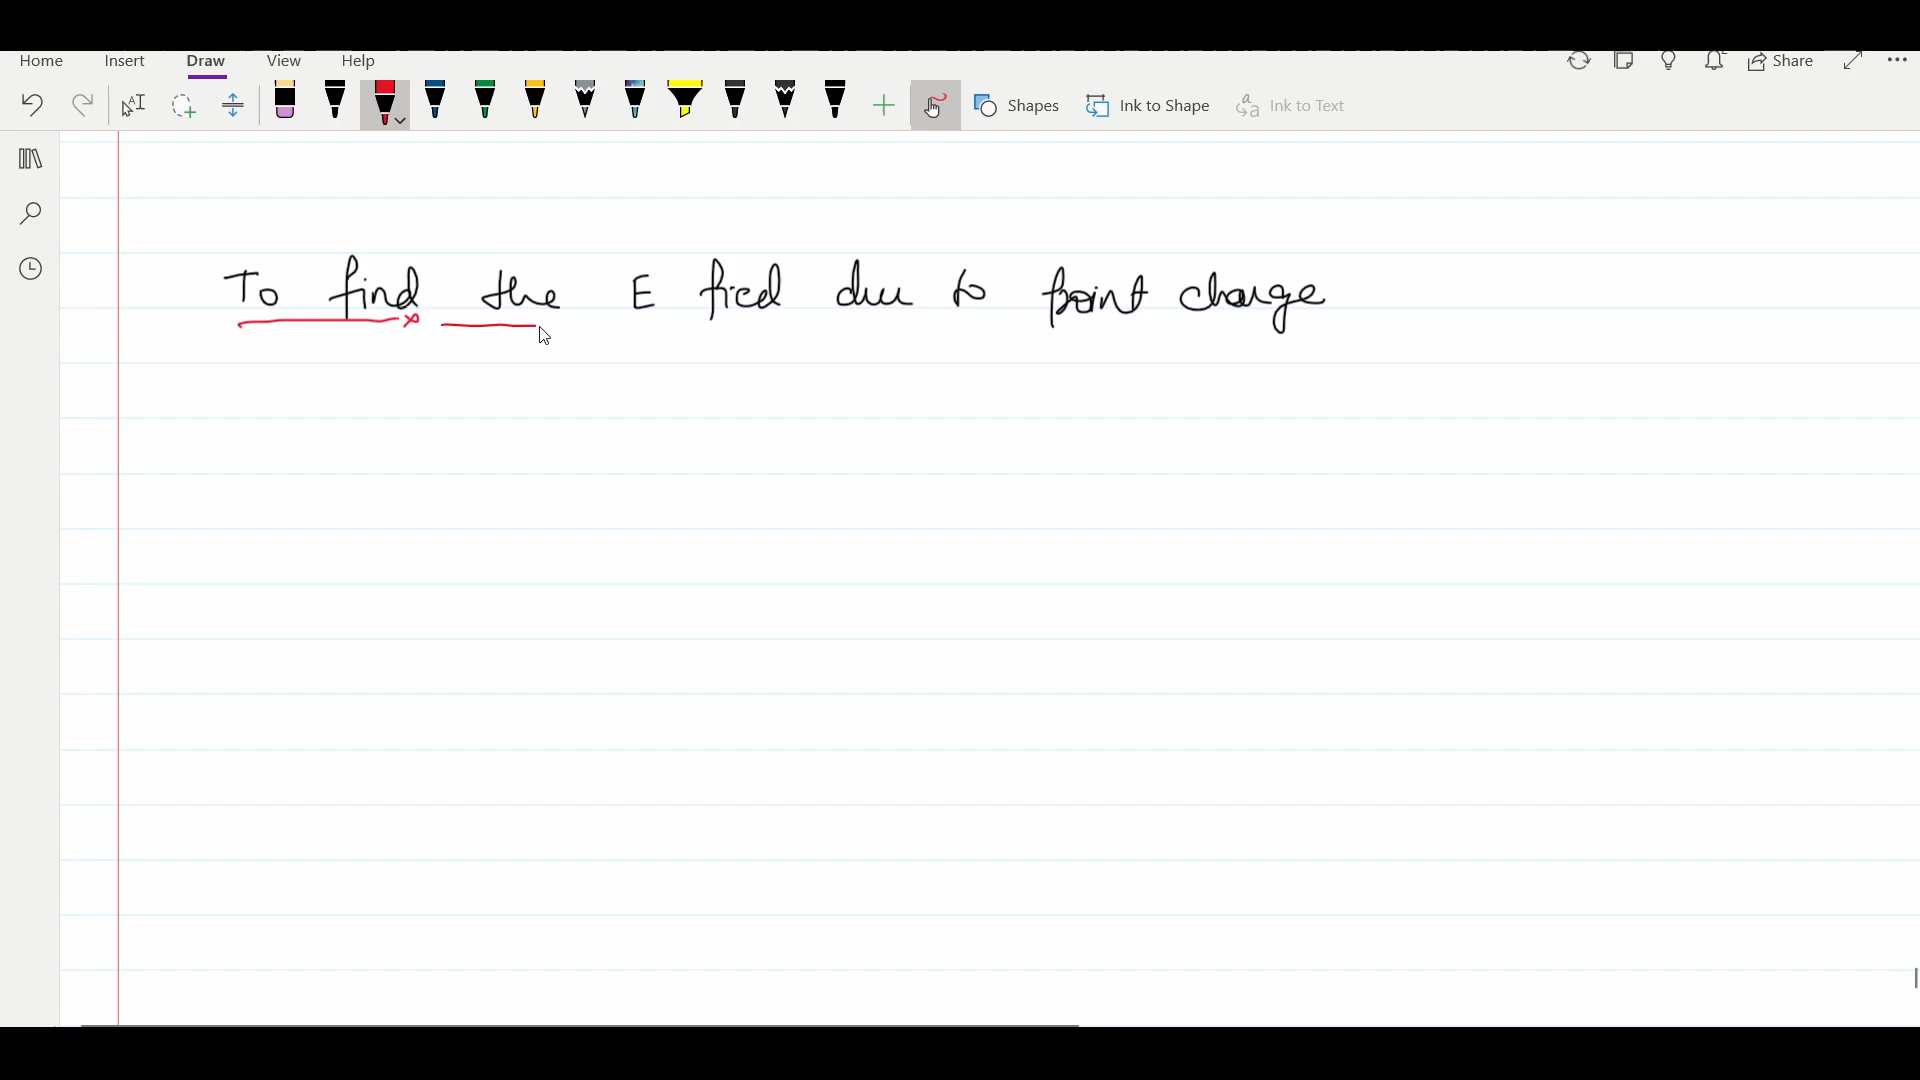 Home Insert Draw View Help Share
Shapes Ink to Shape Ink to Text
To find the E field due to point charge